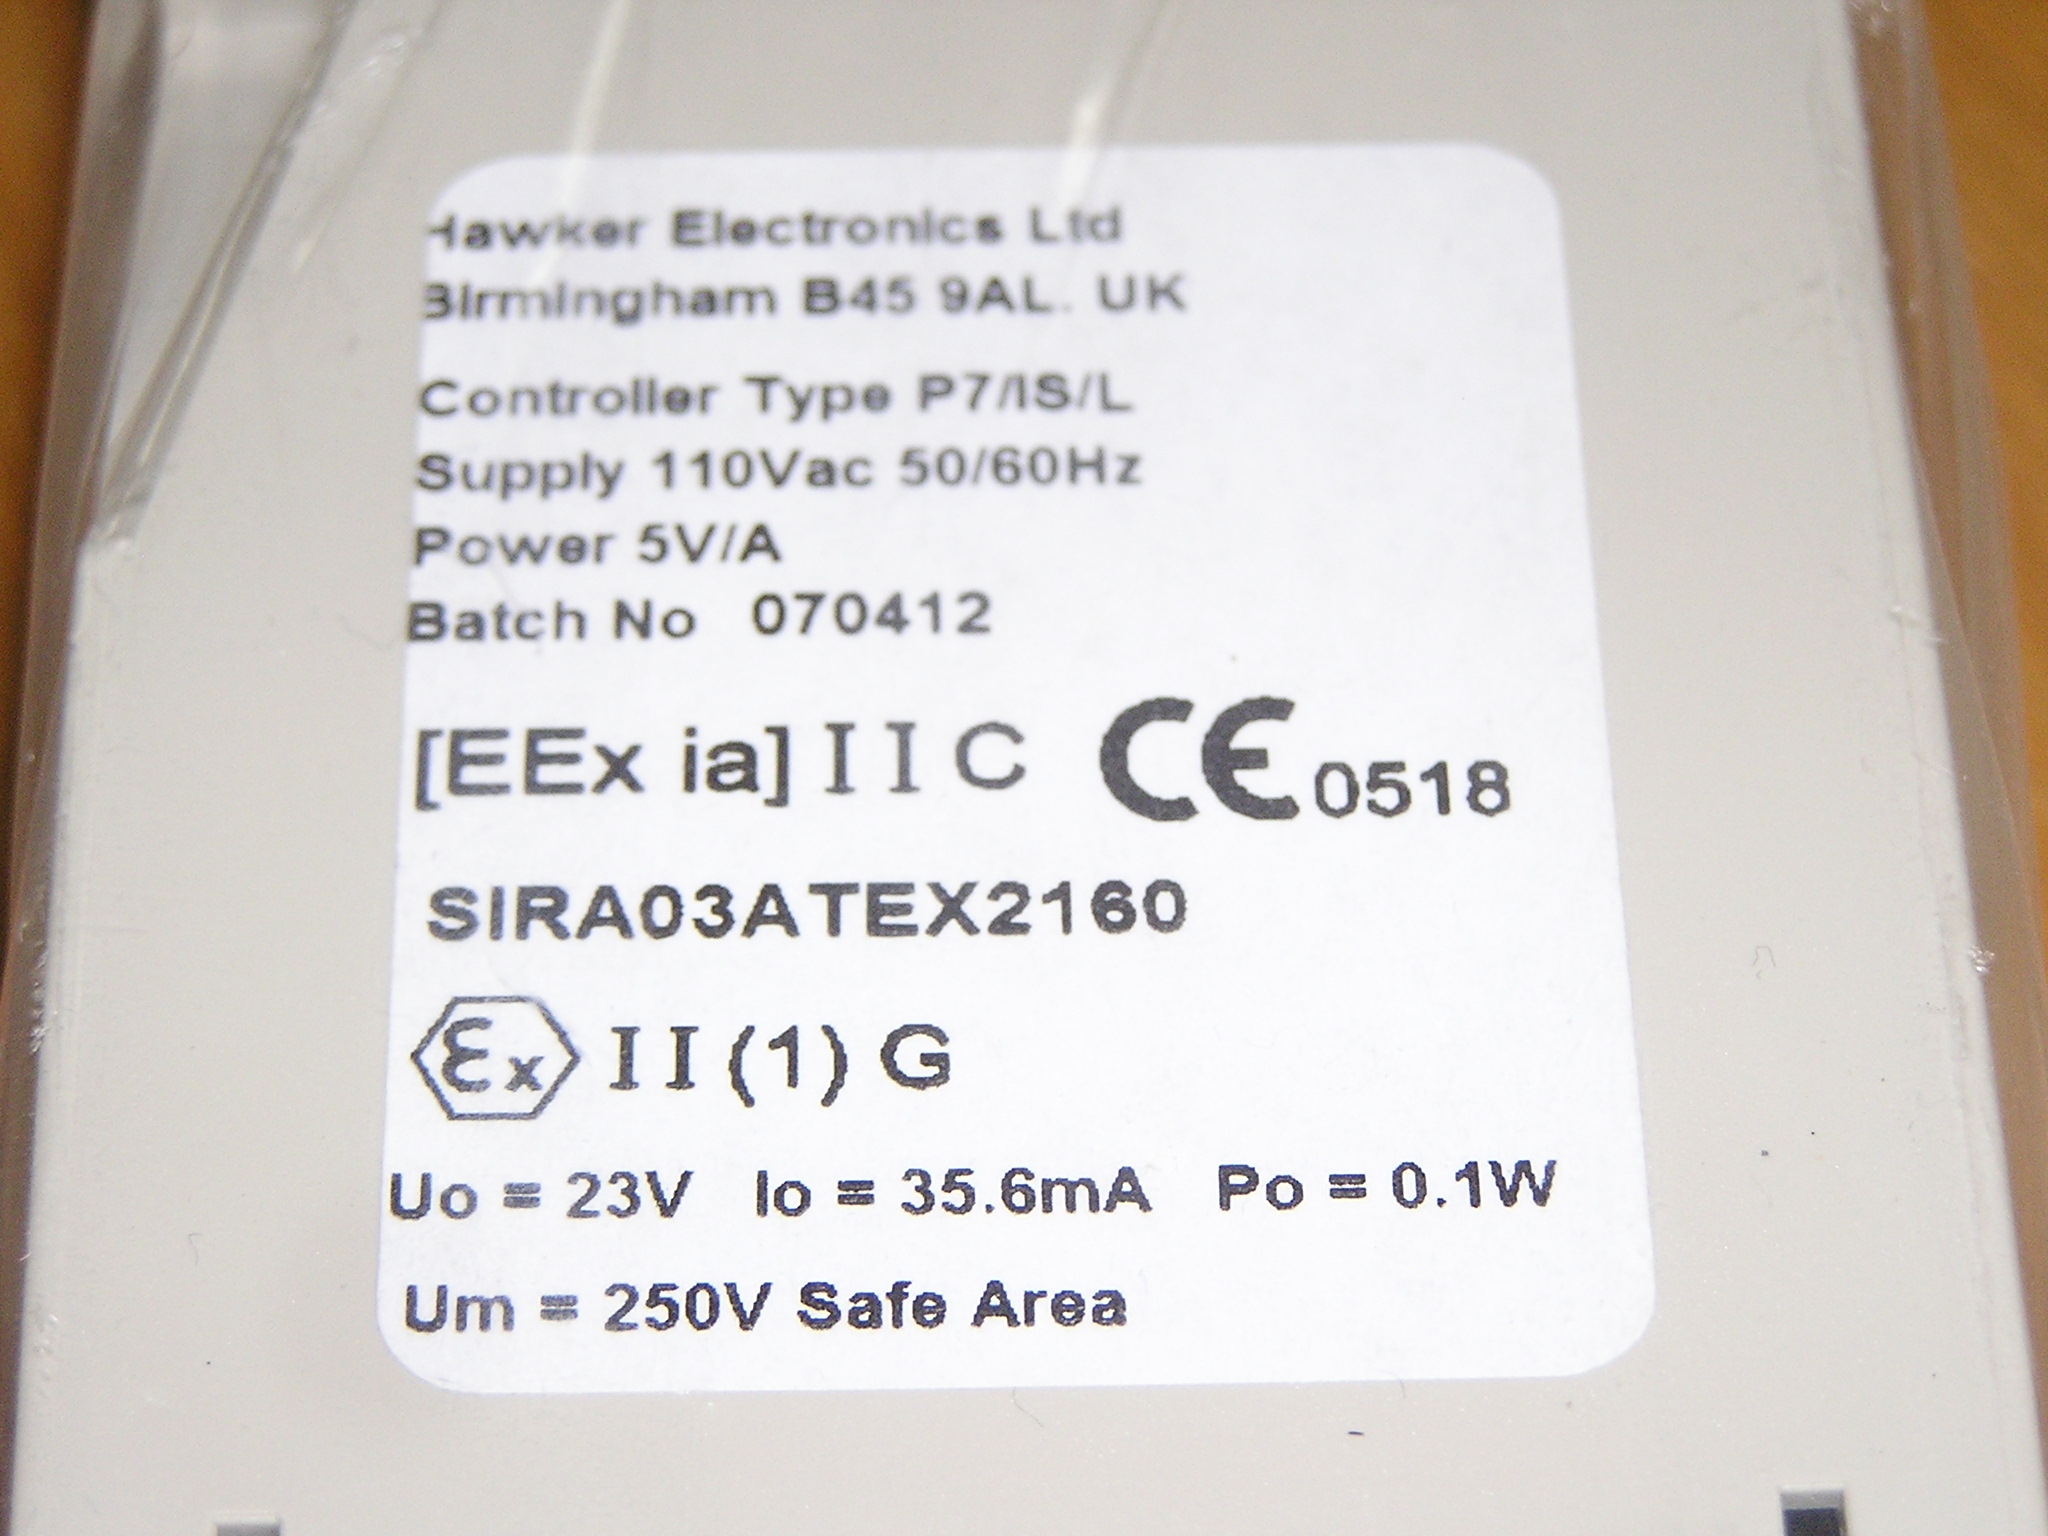 Hawker Electronics Ltd
Birmingham B45 9AL. UK
Controller Type P7/IS/L
Supply 110Vac 50/60Hz
Power 5V/A
Batch No 070412
[EEx ia] II C CE 0518
SIRA03ATEX2160
Ex II (1) G
Uo = 23V Io = 35.6mA Po = 0.1W
Um = 250V Safe Area